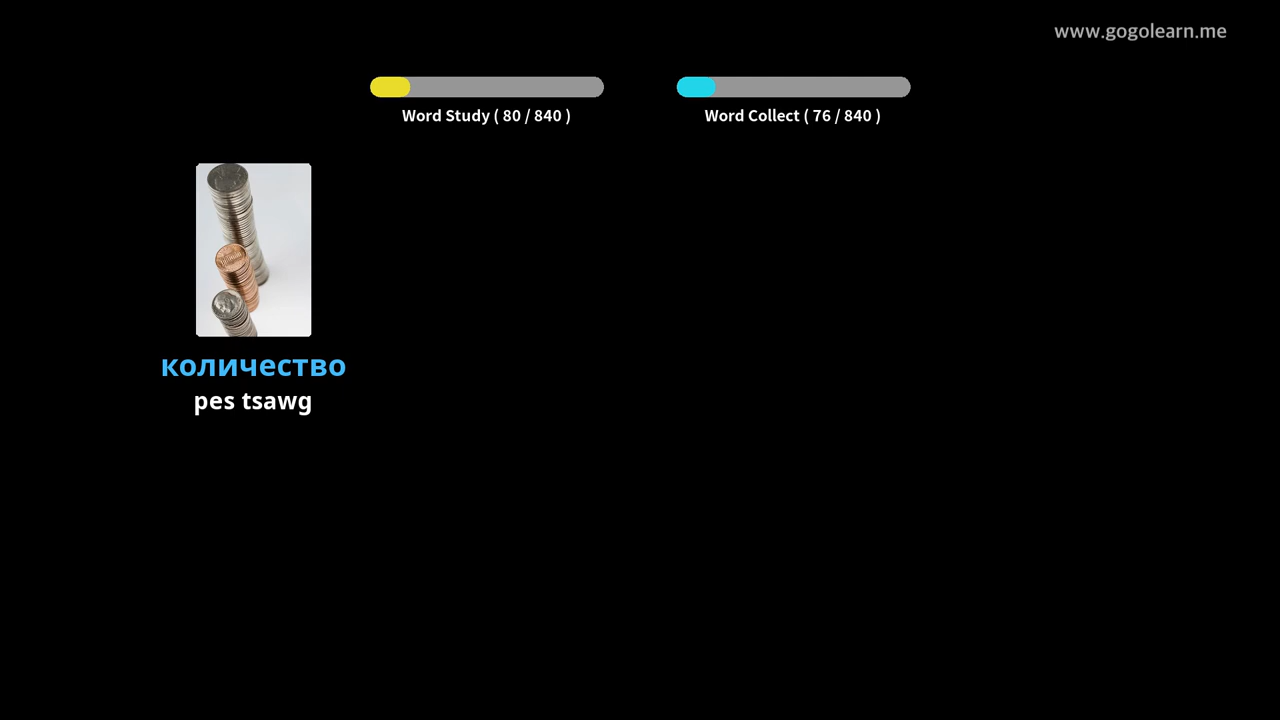 www.gogolearn.me
Word Study ( 80 / 840 )
Word Collect ( 76 / 840 )
количество
pes tsawg